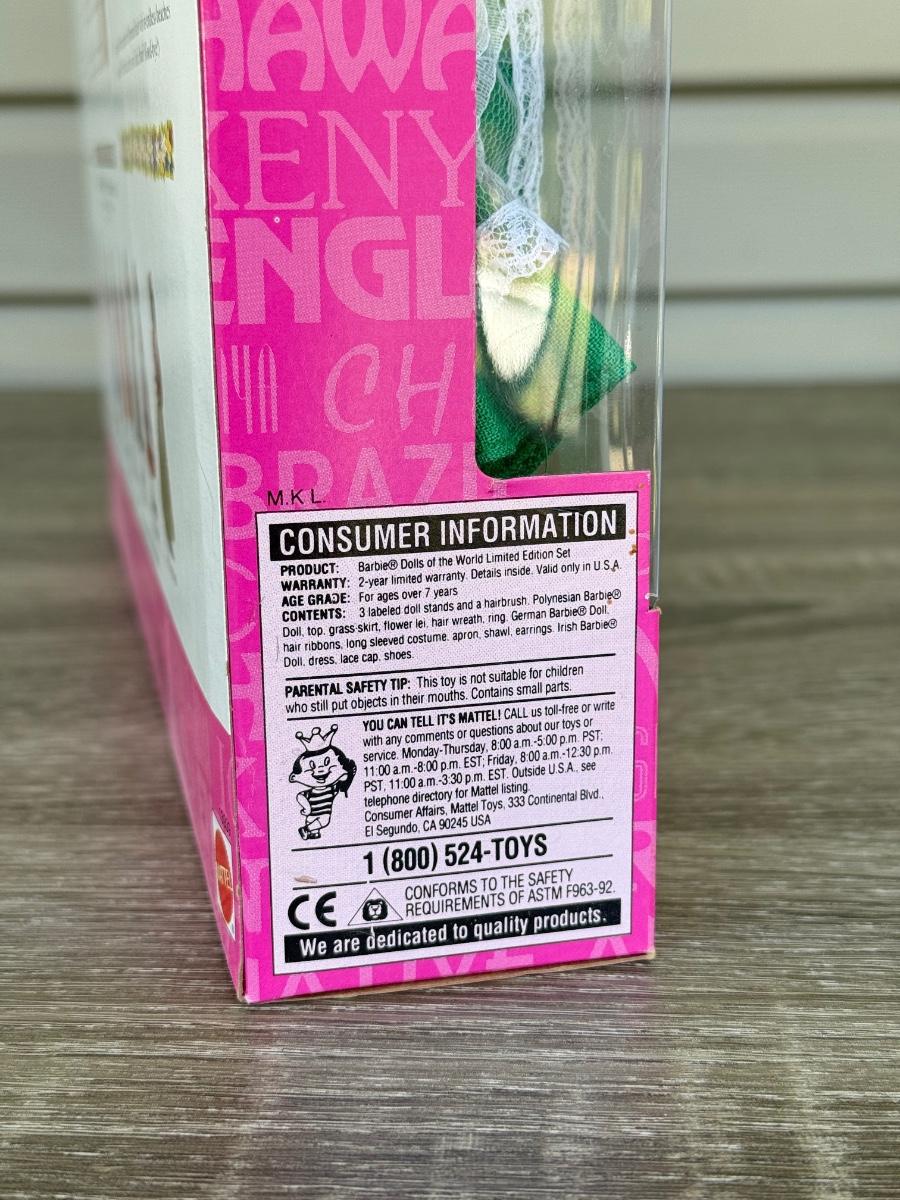 HAWA
KENY
ENGL
CH
BRAZI
M.K L.
CONSUMER INFORMATION
PRODUCT: Barbie® Dolls of the World Limited Edition Set
WARRANTY: 2-year limited warranty. Details inside. Valid only in U.S.A.
AGE GRADE: For ages over 7 years
CONTENTS: 3 labeled doll stands and a hairbrush. Polynesian Barbie®
Doll, top, grass skirt, flower lei, hair wreath, ring. German Barbie® Doll,
hair ribbons, long sleeved costume, apron, shawl, earrings. Irish Barbie®
Doll, dress, lace cap, shoes.
PARENTAL SAFETY TIP: This toy is not suitable for children
who still put objects in their mouths. Contains small parts.
YOU CAN TELL IT'S MATTEL! CALL us toll-free or write
with any comments or questions about our toys or
service. Monday-Thursday, 8:00 a.m.-5:00 p.m. PST;
11:00 a.m.-8:00 p.m. EST; Friday, 8:00 a.m.-12:30 p.m.
PST, 11:00 a.m.-3:30 p.m. EST. Outside U.S.A., see
telephone directory for Mattel listing.
Consumer Affairs, Mattel Toys, 333 Continental Blvd.,
El Segundo, CA 90245 USA
1 (800) 524-TOYS
CE
CONFORMS TO THE SAFETY
REQUIREMENTS OF ASTM F963-92.
We are dedicated to quality products.